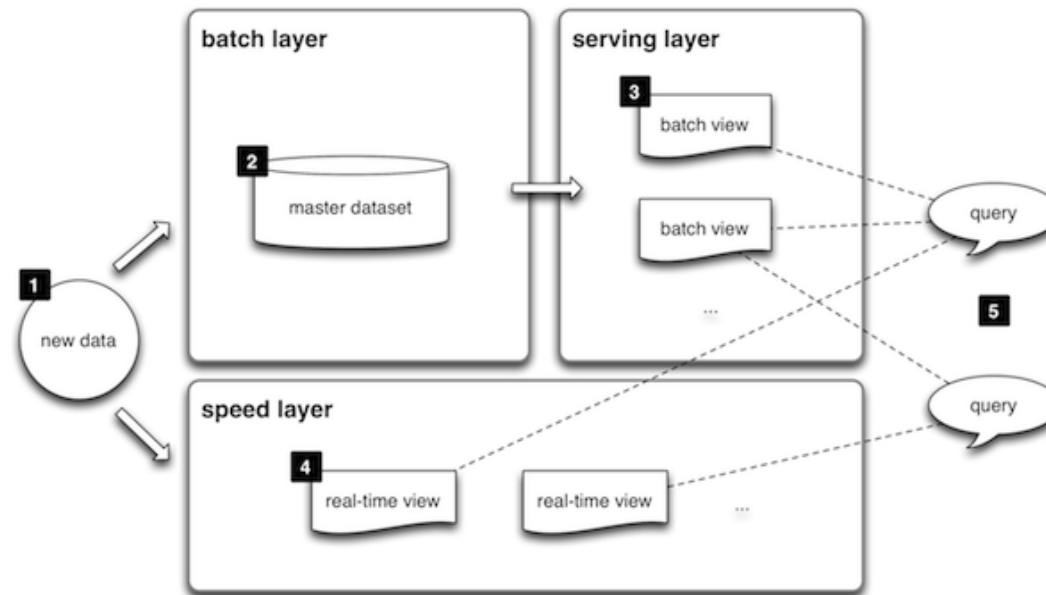 batch layer
serving layer
3
batch view
2
master dataset
batch view
query
1
new data
...
5
speed layer
query
4
real-time view
real-time view
...